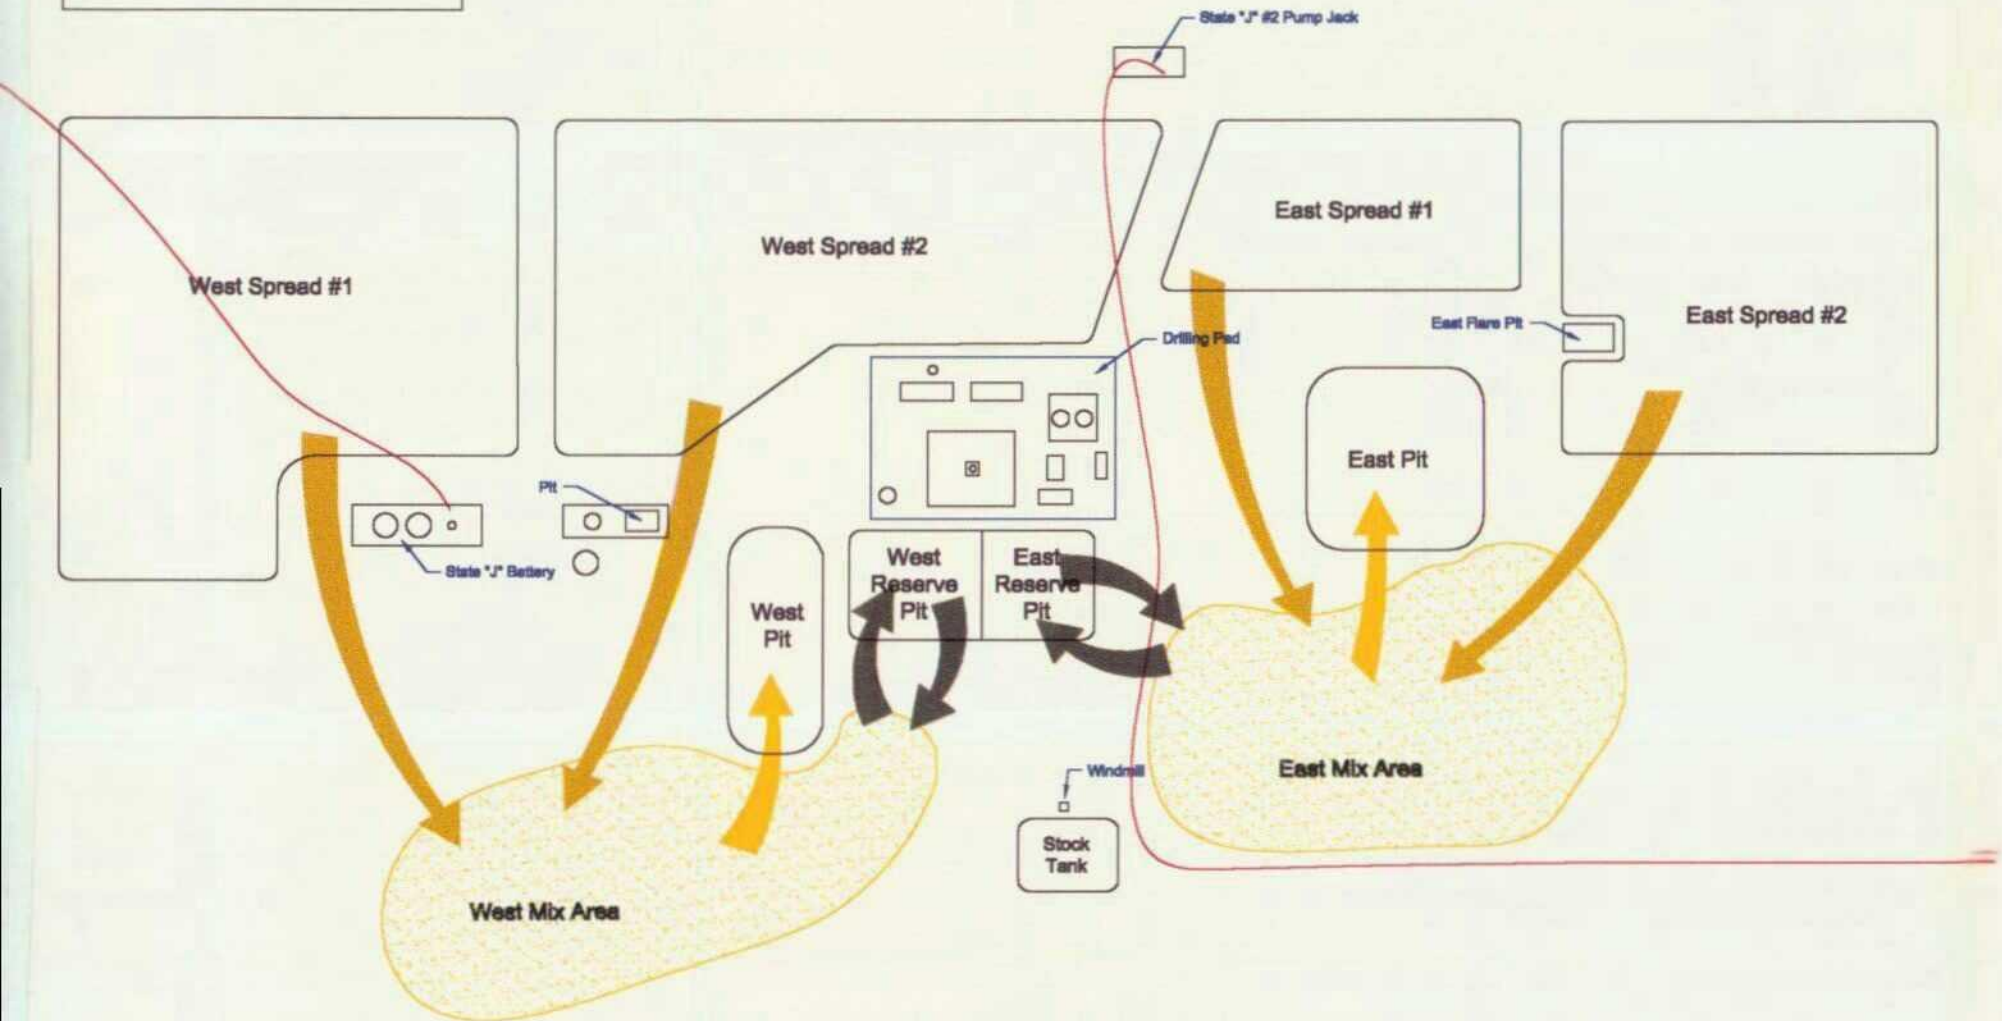 State "J" #2 Pump Jack
West Spread #1
West Spread #2
East Spread #1
East Spread #2
East Flare Pit
Drilling Pad
East Pit
Pit
State "J" Battery
West
Pit
West
Reserve
Pit
East
Reserve
Pit
Windmill
Stock
Tank
East Mix Area
West Mix Area